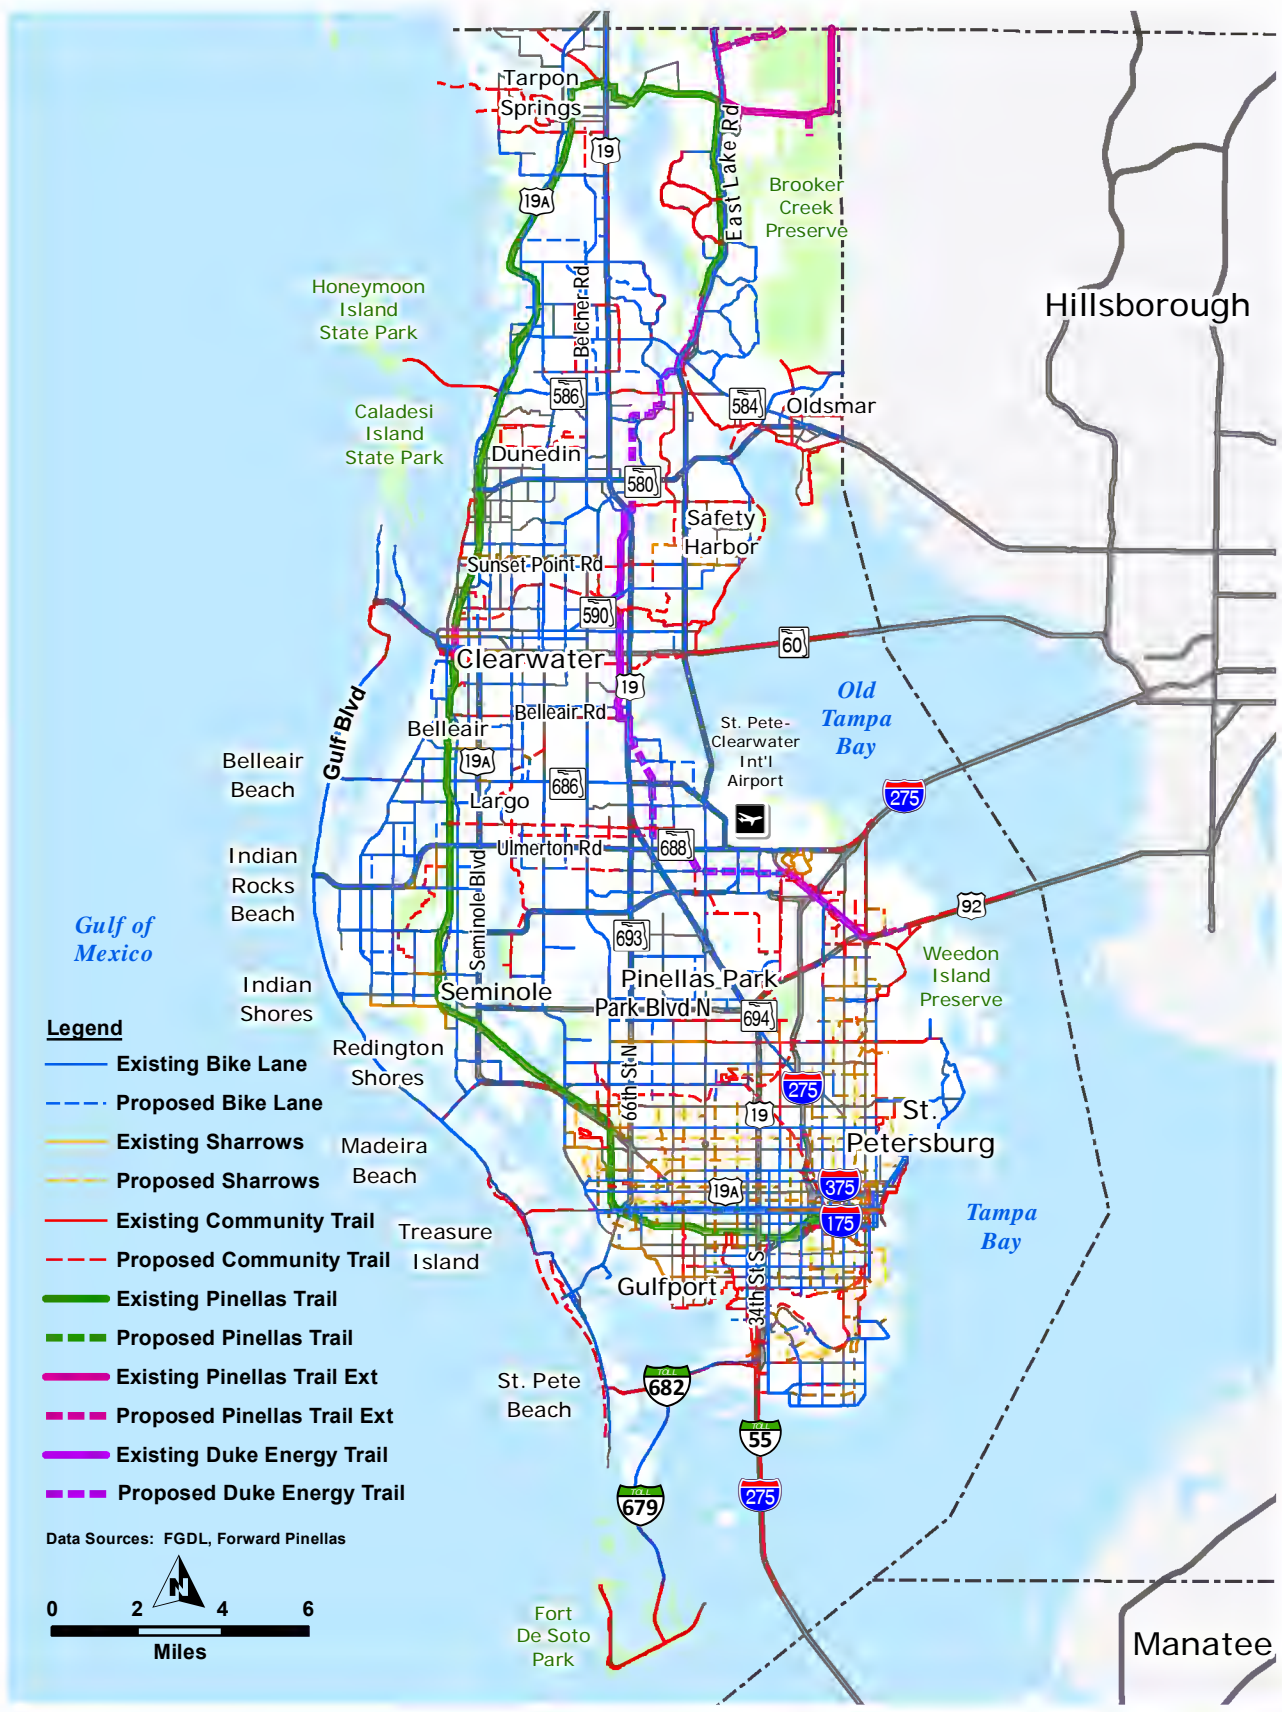 Tarpon
Springs
19
East Lake Rd
19A
Brooker
Creek
Preserve
Honeymoon
Island
State Park
Belcher Rd
Hillsborough
586
584
Oldsmar
Caladesi
Island
State Park
Dunedin
580
Safety
Harbor
Sunset Point Rd
590
60
Clearwater
19
Old
Tampa
Bay
Gulf Blvd
Belleair Rd
Belleair
St. Pete-
Clearwater
Int'l
Airport
Belleair
Beach
19A
686
275
Largo
Ulmerton Rd
688
Indian
Rocks
Beach
Seminole Blvd
92
Gulf of
Mexico
693
Weedon
Island
Preserve
Pinellas Park
Indian
Shores
Seminole
Park Blvd N
694
Redington
Shores
66th St N
275
19
St.
Petersburg
Madeira
Beach
19A
375
175
Tampa
Bay
Treasure
Island
Gulfport
34th St S
St. Pete
Beach
TOLL
682
TOLL
55
TOLL
679
275
Fort
De Soto
Park
Manatee
Legend
Existing Bike Lane
Proposed Bike Lane
Existing Sharrows
Proposed Sharrows
Existing Community Trail
Proposed Community Trail
Existing Pinellas Trail
Proposed Pinellas Trail
Existing Pinellas Trail Ext
Proposed Pinellas Trail Ext
Existing Duke Energy Trail
Proposed Duke Energy Trail
Data Sources: FGDL, Forward Pinellas
N
0 2 4 6
Miles